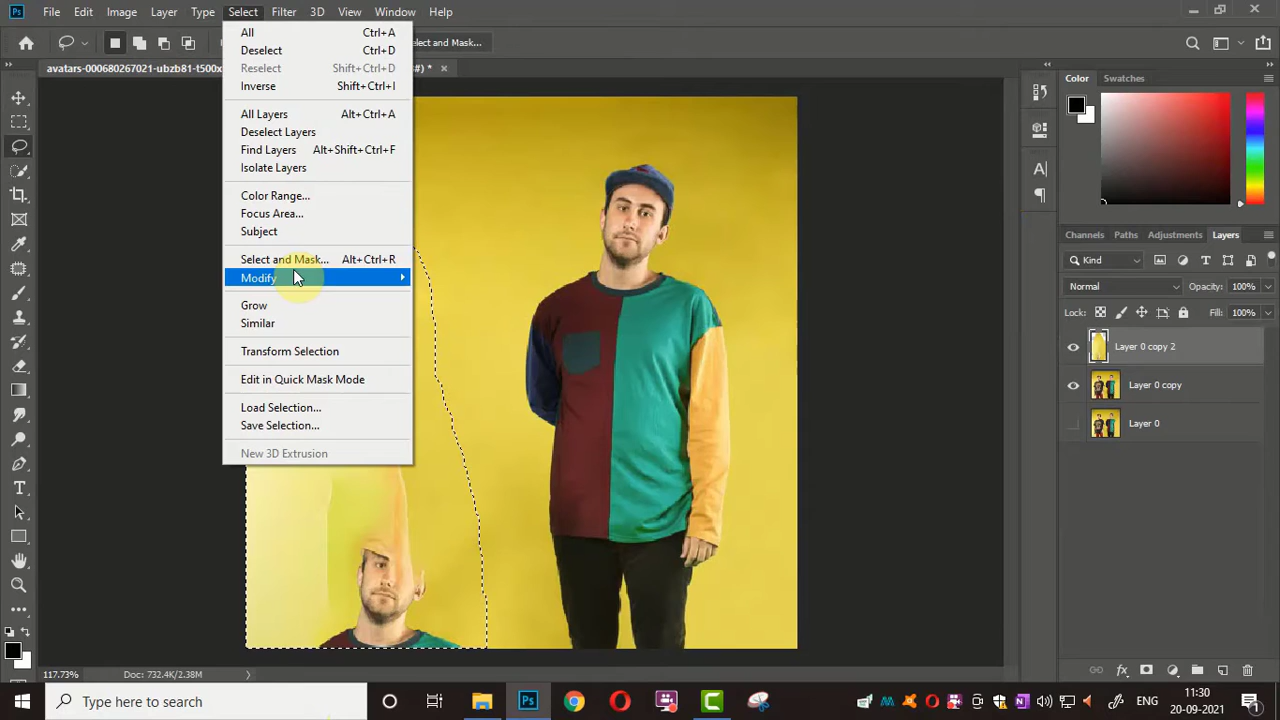 Ps File Edit Image Layer Type Select Filter 3D View Window Help
elect and Mask...
avatars-000680267021-ubzb81-t500x #) * ×
All Ctrl+A
Deselect Ctrl+D
Reselect Shift+Ctrl+D
Inverse Shift+Ctrl+I
All Layers Alt+Ctrl+A
Deselect Layers
Find Layers Alt+Shift+Ctrl+F
Isolate Layers
Color Range...
Focus Area...
Subject
Select and Mask... Alt+Ctrl+R
Modify
Grow
Similar
Transform Selection
Edit in Quick Mask Mode
Load Selection...
Save Selection...
New 3D Extrusion
Color Swatches
Channels Paths Adjustments Layers
Kind
Normal Opacity: 100%
Lock: Fill: 100%
Layer 0 copy 2
Layer 0 copy
Layer 0
117.73% Doc: 732.4K/2.38M
Type here to search
ENG
11:30
20-09-2021